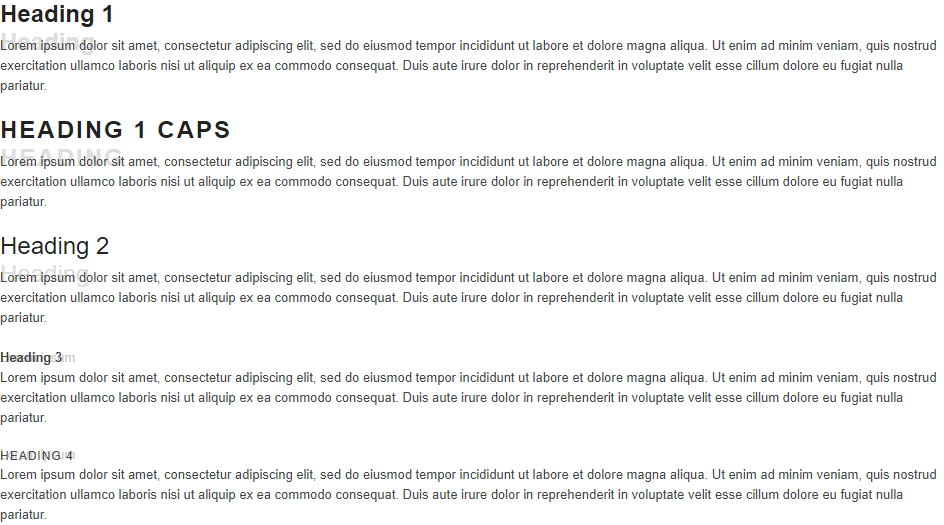 Heading 1
Heading
Lorem ipsum dolor sit amet, consectetur adipiscing elit, sed do eiusmod tempor incididunt ut labore et dolore magna aliqua. Ut enim ad minim veniam, quis nostrud
exercitation ullamco laboris nisi ut aliquip ex ea commodo consequat. Duis aute irure dolor in reprehenderit in voluptate velit esse cillum dolore eu fugiat nulla
pariatur.
HEADING 1 CAPS
HEADING
Lorem ipsum dolor sit amet, consectetur adipiscing elit, sed do eiusmod tempor incididunt ut labore et dolore magna aliqua. Ut enim ad minim veniam, quis nostrud
exercitation ullamco laboris nisi ut aliquip ex ea commodo consequat. Duis aute irure dolor in reprehenderit in voluptate velit esse cillum dolore eu fugiat nulla
pariatur.
Heading 2
Heading
Lorem ipsum dolor sit amet, consectetur adipiscing elit, sed do eiusmod tempor incididunt ut labore et dolore magna aliqua. Ut enim ad minim veniam, quis nostrud
exercitation ullamco laboris nisi ut aliquip ex ea commodo consequat. Duis aute irure dolor in reprehenderit in voluptate velit esse cillum dolore eu fugiat nulla
pariatur.
Heading 3
Lorem ipsum dolor sit amet, consectetur adipiscing elit, sed do eiusmod tempor incididunt ut labore et dolore magna aliqua. Ut enim ad minim veniam, quis nostrud
exercitation ullamco laboris nisi ut aliquip ex ea commodo consequat. Duis aute irure dolor in reprehenderit in voluptate velit esse cillum dolore eu fugiat nulla
pariatur.
HEADING 4
Lorem ipsum dolor sit amet, consectetur adipiscing elit, sed do eiusmod tempor incididunt ut labore et dolore magna aliqua. Ut enim ad minim veniam, quis nostrud
exercitation ullamco laboris nisi ut aliquip ex ea commodo consequat. Duis aute irure dolor in reprehenderit in voluptate velit esse cillum dolore eu fugiat nulla
pariatur.